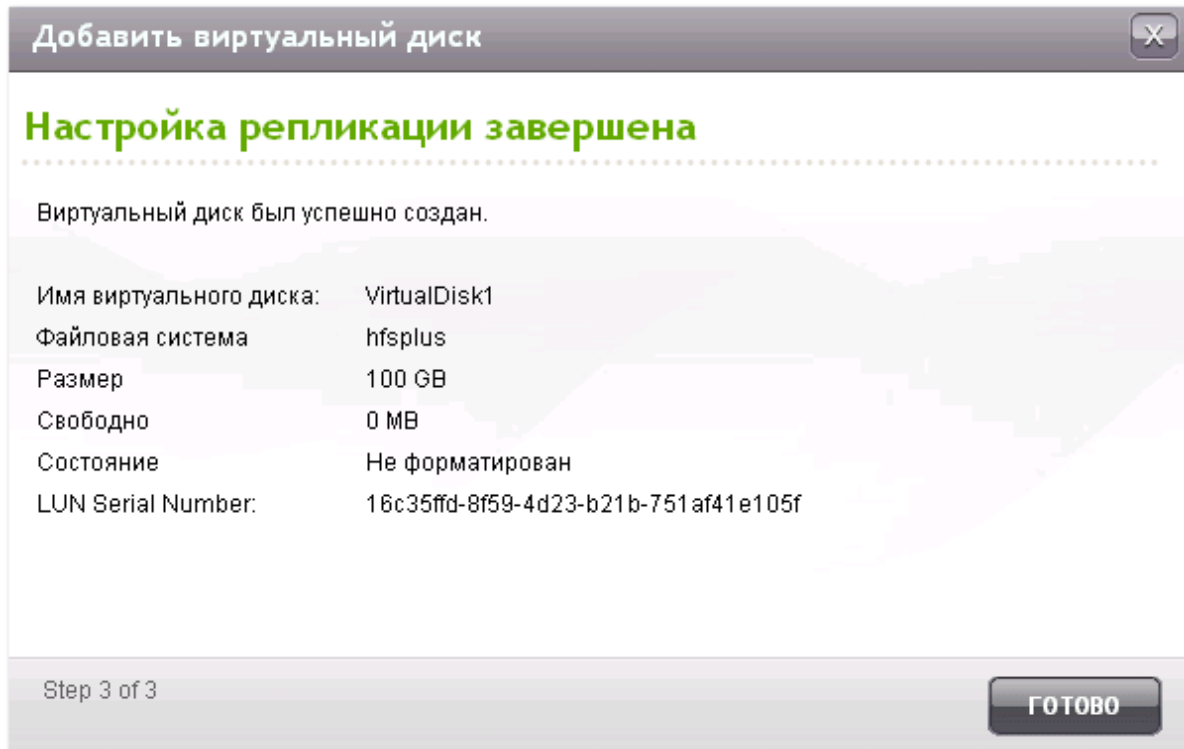 Добавить виртуальный диск
X
Настройка репликации завершена
Виртуальный диск был успешно создан.
Имя виртуального диска: VirtualDisk1
Файловая система hfsplus
Размер 100 GB
Свободно 0 MB
Состояние Не форматирован
LUN Serial Number: 16c35ffd-8f59-4d23-b21b-751af41e105f
Step 3 of 3
ГОТОВО